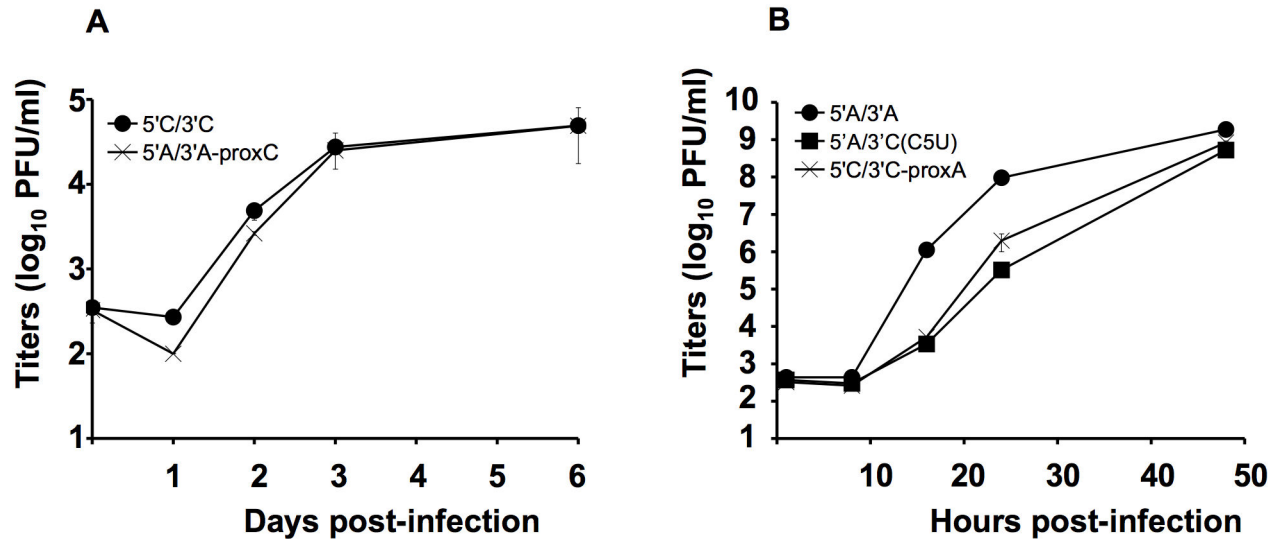 A
Titers (log10 PFU/ml)
5
4
3
2
1
5'C/3'C
5'A/3'A-proxC
1 2 3 4 5 6
Days post-infection
B
Titers (log10 PFU/ml)
10
9
8
7
6
5
4
3
2
1
5'A/3'A
5’A/3'C(C5U)
5'C/3'C-proxA
10 20 30 40 50
Hours post-infection